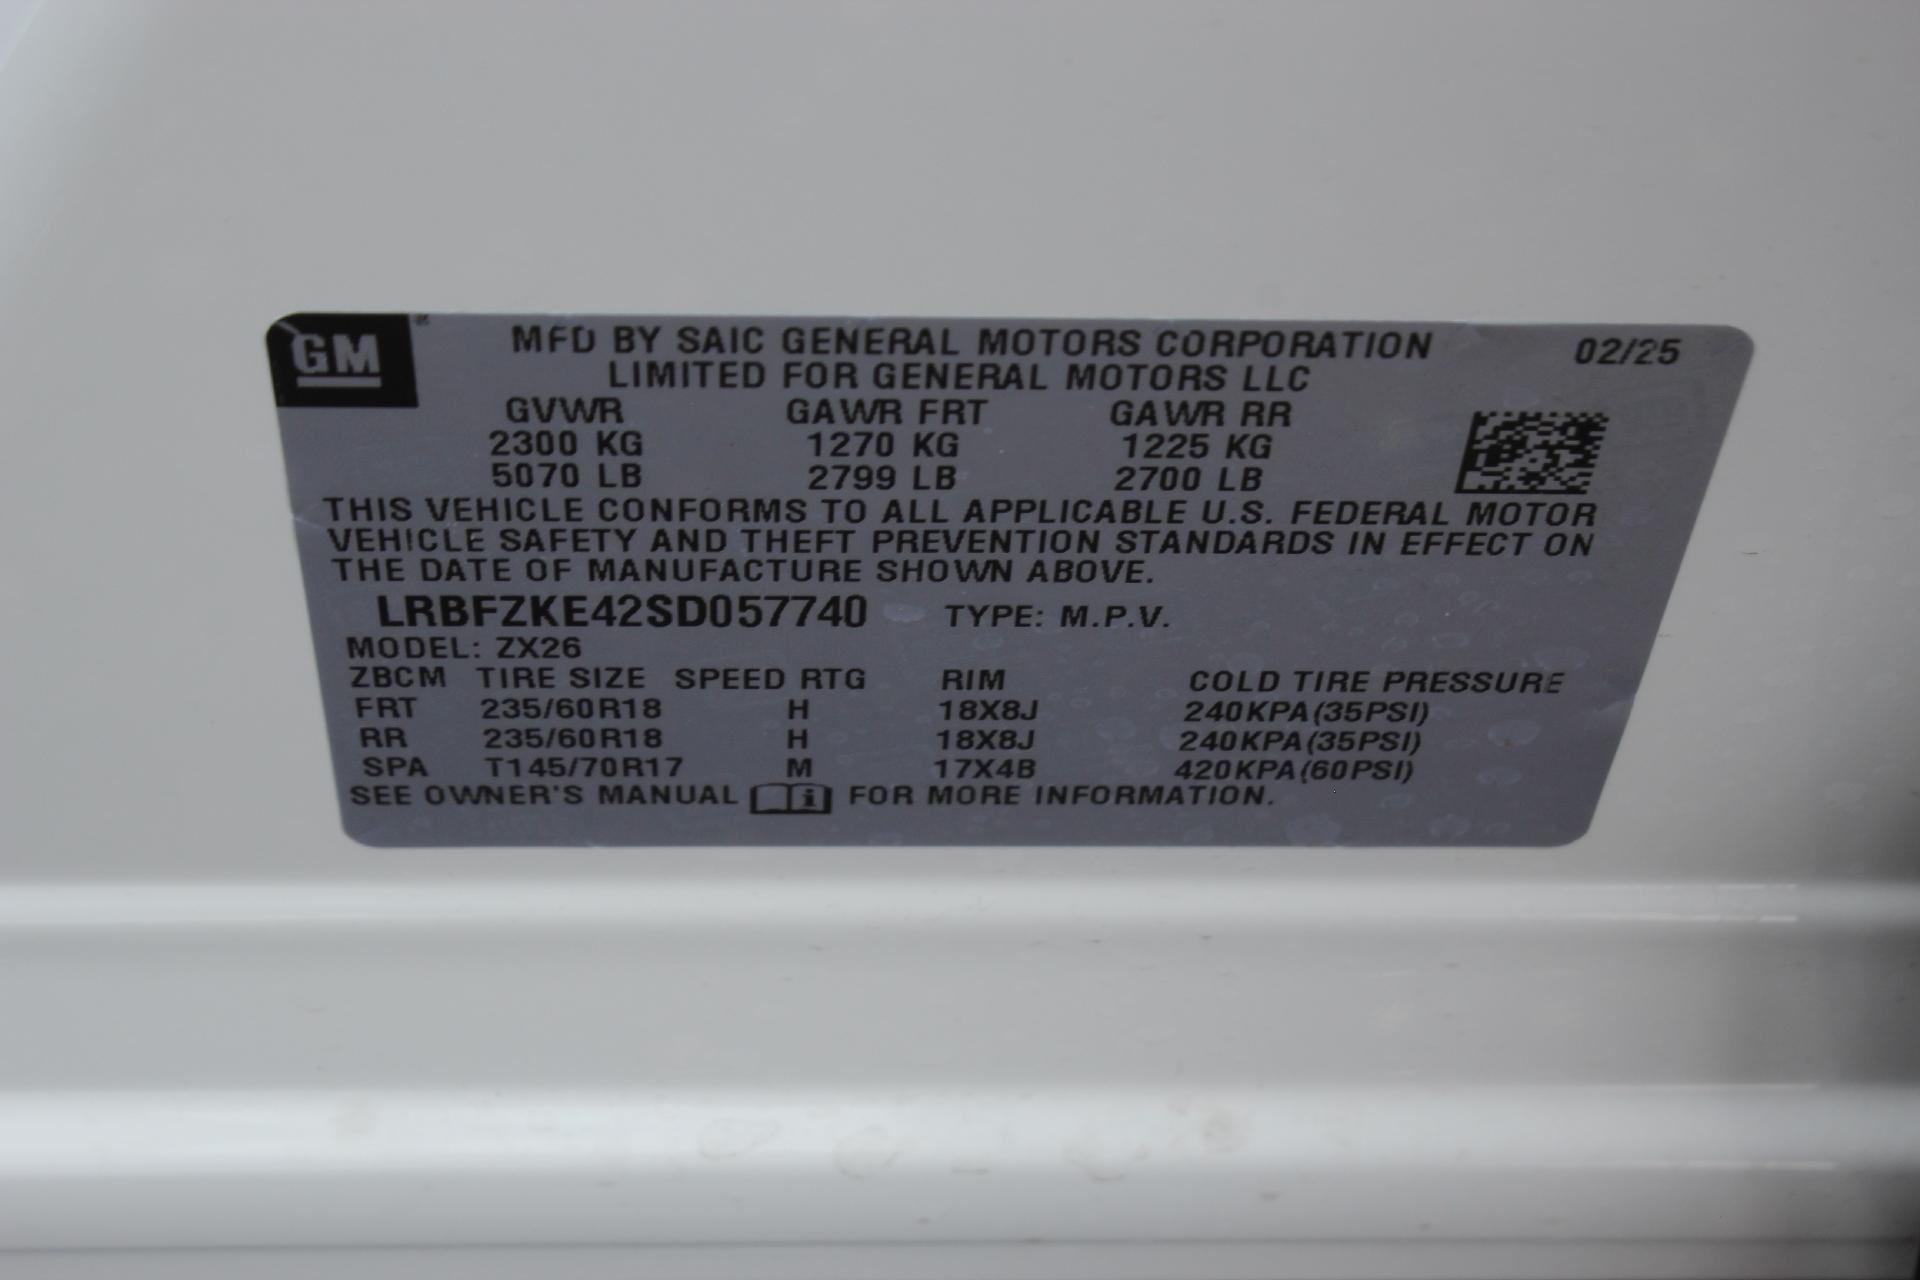 GM ® MFD BY SAIC GENERAL MOTORS CORPORATION 02/25
LIMITED FOR GENERAL MOTORS LLC
GVWR GAWR FRT GAWR RR
2300 KG 1270 KG 1225 KG
5070 LB 2799 LB 2700 LB
THIS VEHICLE CONFORMS TO ALL APPLICABLE U.S. FEDERAL MOTOR
VEHICLE SAFETY AND THEFT PREVENTION STANDARDS IN EFFECT ON
THE DATE OF MANUFACTURE SHOWN ABOVE.
LRBFZKE42SD057740 TYPE: M.P.V.
MODEL: ZX26
ZBCM TIRE SIZE SPEED RTG RIM COLD TIRE PRESSURE
FRT 235/60R18 H 18X8J 240KPA(35PSI)
RR 235/60R18 H 18X8J 240KPA(35PSI)
SPA T145/70R17 M 17X4B 420KPA(60PSI)
SEE OWNER'S MANUAL i FOR MORE INFORMATION.